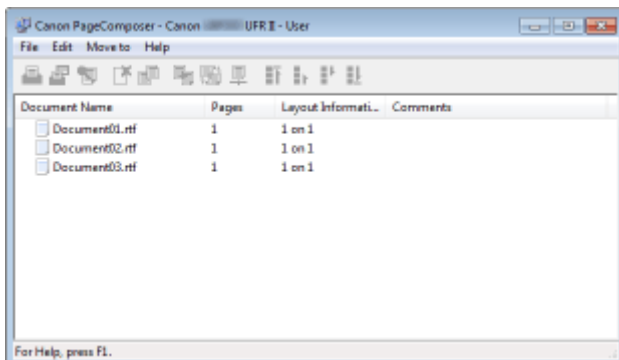 Canon PageComposer - Canon UFR II - User
File Edit Move to Help
Document Name Pages Layout Informati... Comments
Document01.rtf 1 1 on 1
Document02.rtf 1 1 on 1
Document03.rtf 1 1 on 1
For Help, press F1.